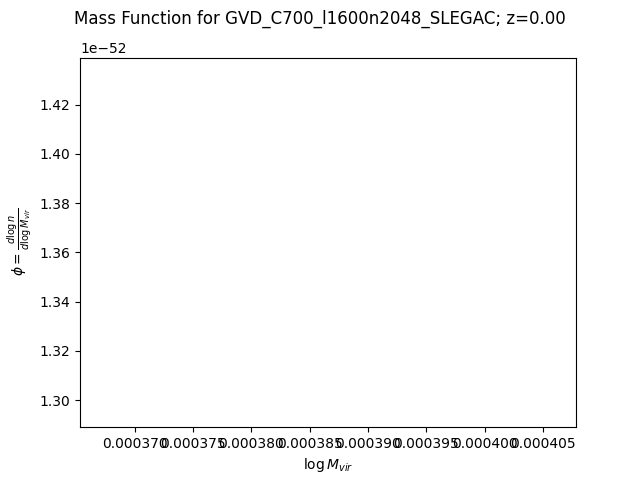 Mass Function for GVD_C700_l1600n2048_SLEGAC; z=0.00
1e−52
1.42
1.40
1.38
1.36
1.34
1.32
1.30
ϕ = d log n / d log M_vir
0.000370 0.000375 0.000380 0.000385 0.000390 0.000395 0.000400 0.000405
log M_vir